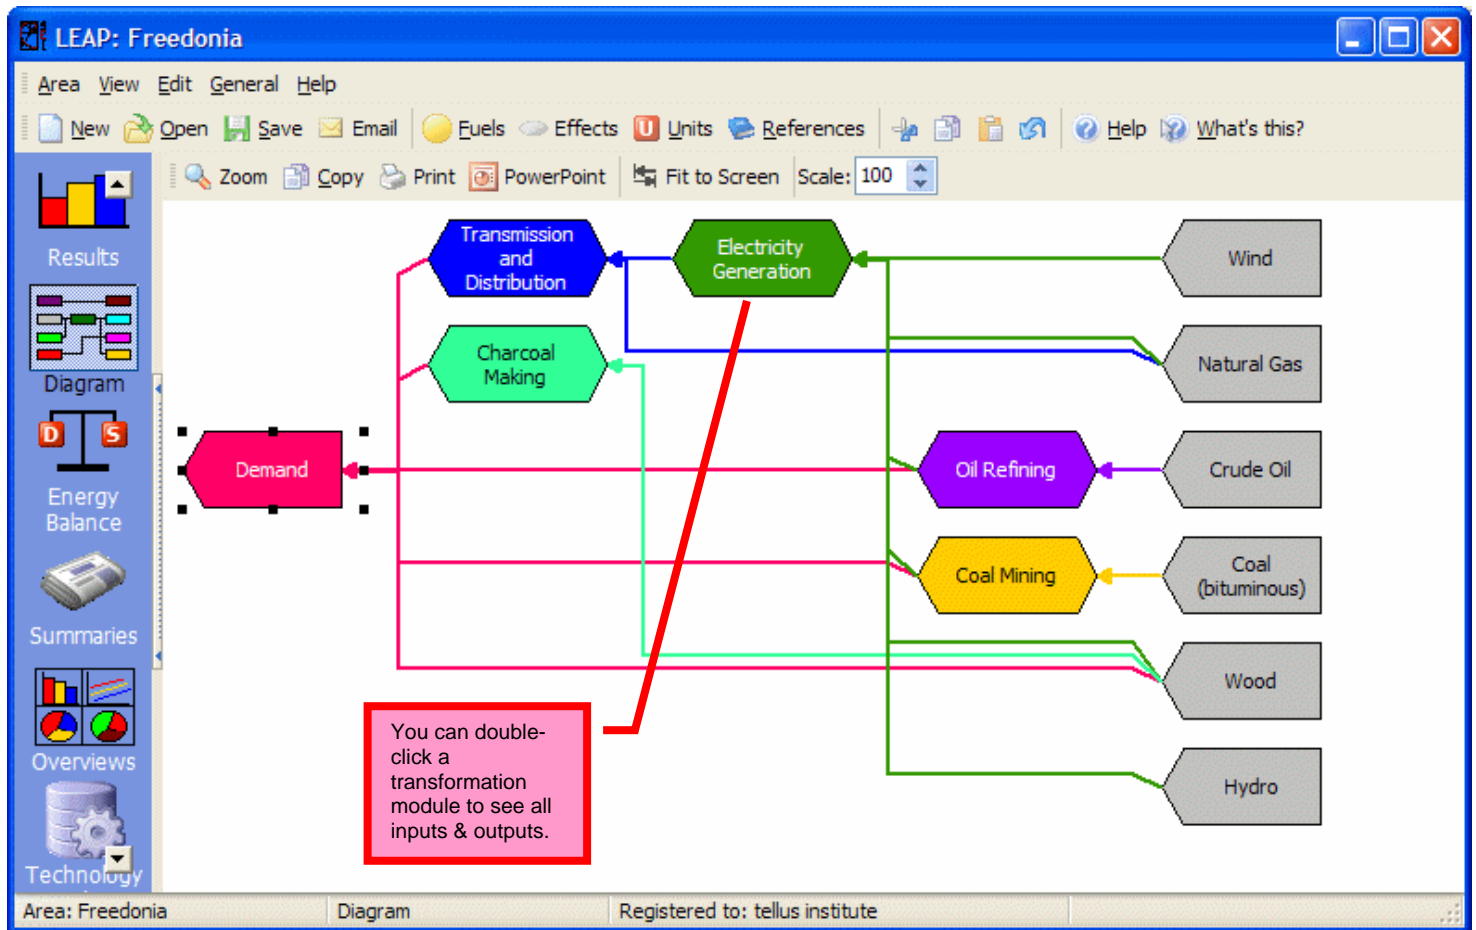 LEAP: Freedonia
Area View Edit General Help
New Open Save Email Fuels Effects U Units References Help What's this?
Zoom Copy Print PowerPoint Fit to Screen Scale: 100
Results
Diagram
D S
Energy
Balance
Summaries
Overviews
Technology
Transmission
and
Distribution
Electricity
Generation
Wind
Charcoal
Making
Natural Gas
Demand
Oil Refining
Crude Oil
Coal Mining
Coal
(bituminous)
Wood
Hydro
You can double-
click a
transformation
module to see all
inputs & outputs.
Area: Freedonia Diagram Registered to: tellus institute